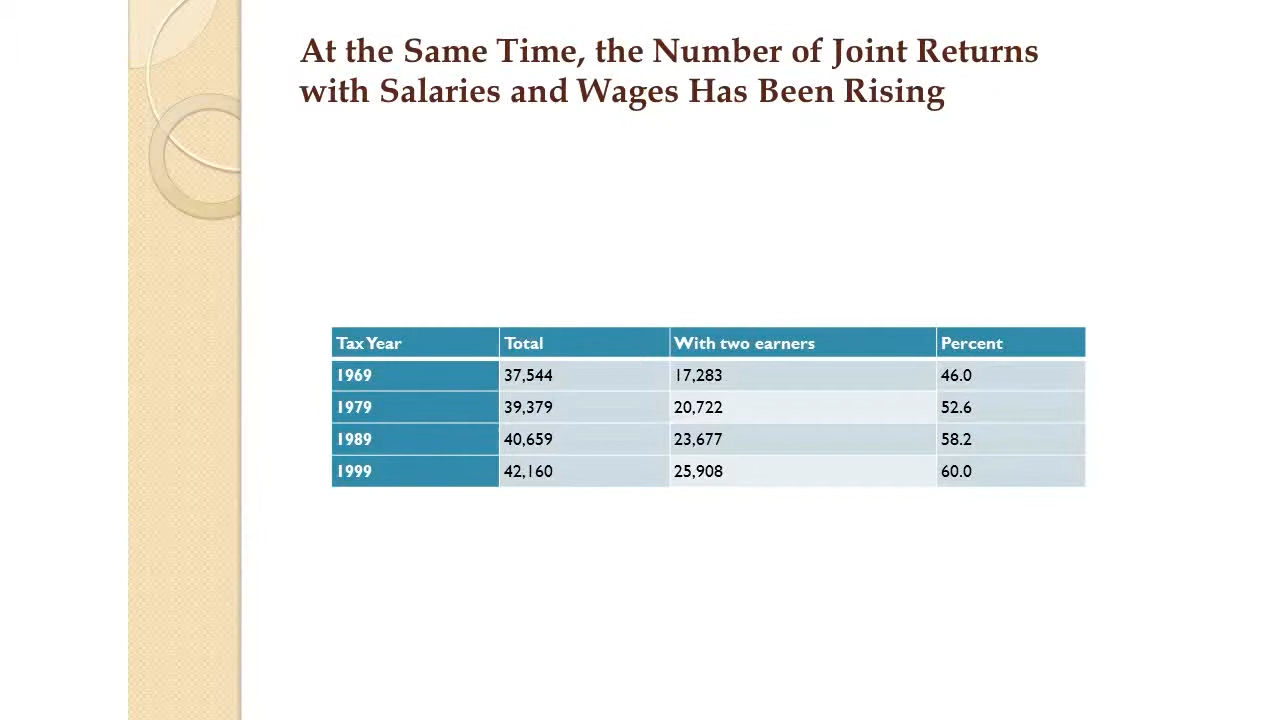 At the Same Time, the Number of Joint Returns
with Salaries and Wages Has Been Rising
Tax Year Total With two earners Percent
1969 37,544 17,283 46.0
1979 39,379 20,722 52.6
1989 40,659 23,677 58.2
1999 42,160 25,908 60.0